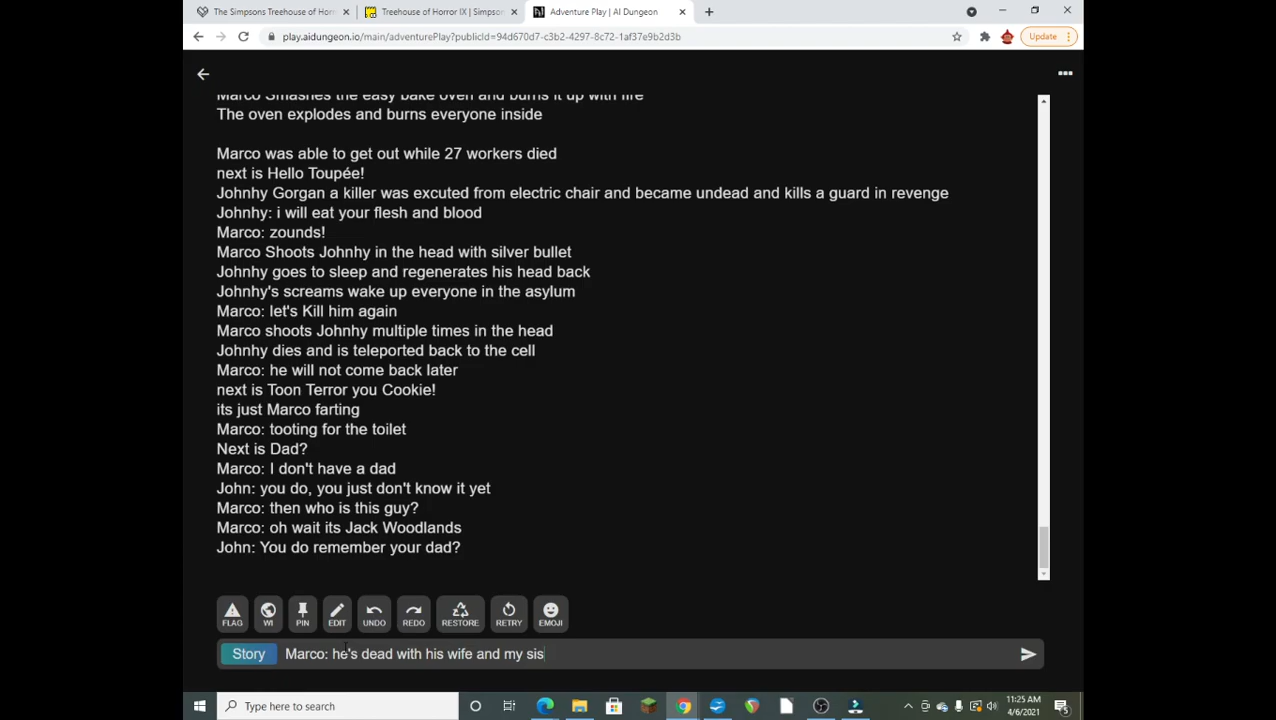 The Simpsons Treehouse of Horr
Treehouse of Horror IX | Simpson
Adventure Play | AI Dungeon
play.aidungeon.io/main/adventurePlay?publicId=94d670d7-c3b2-4297-8c72-1af37e9b2d3b
Update
Marco Smashes the easy bake oven and burns it up with fire
The oven explodes and burns everyone inside
Marco was able to get out while 27 workers died
next is Hello Toupée!
Johnhy Gorgan a killer was excuted from electric chair and became undead and kills a guard in revenge
Johnhy: i will eat your flesh and blood
Marco: zounds!
Marco Shoots Johnhy in the head with silver bullet
Johnhy goes to sleep and regenerates his head back
Johnhy's screams wake up everyone in the asylum
Marco: let's Kill him again
Marco shoots Johnhy multiple times in the head
Johnhy dies and is teleported back to the cell
Marco: he will not come back later
next is Toon Terror you Cookie!
its just Marco farting
Marco: tooting for the toilet
Next is Dad?
Marco: I don't have a dad
John: you do, you just don't know it yet
Marco: then who is this guy?
Marco: oh wait its Jack Woodlands
John: You do remember your dad?
FLAG WI PIN EDIT UNDO REDO RESTORE RETRY EMOJI
Story Marco: he's dead with his wife and my sis
Type here to search
11:25 AM
4/6/2021
5